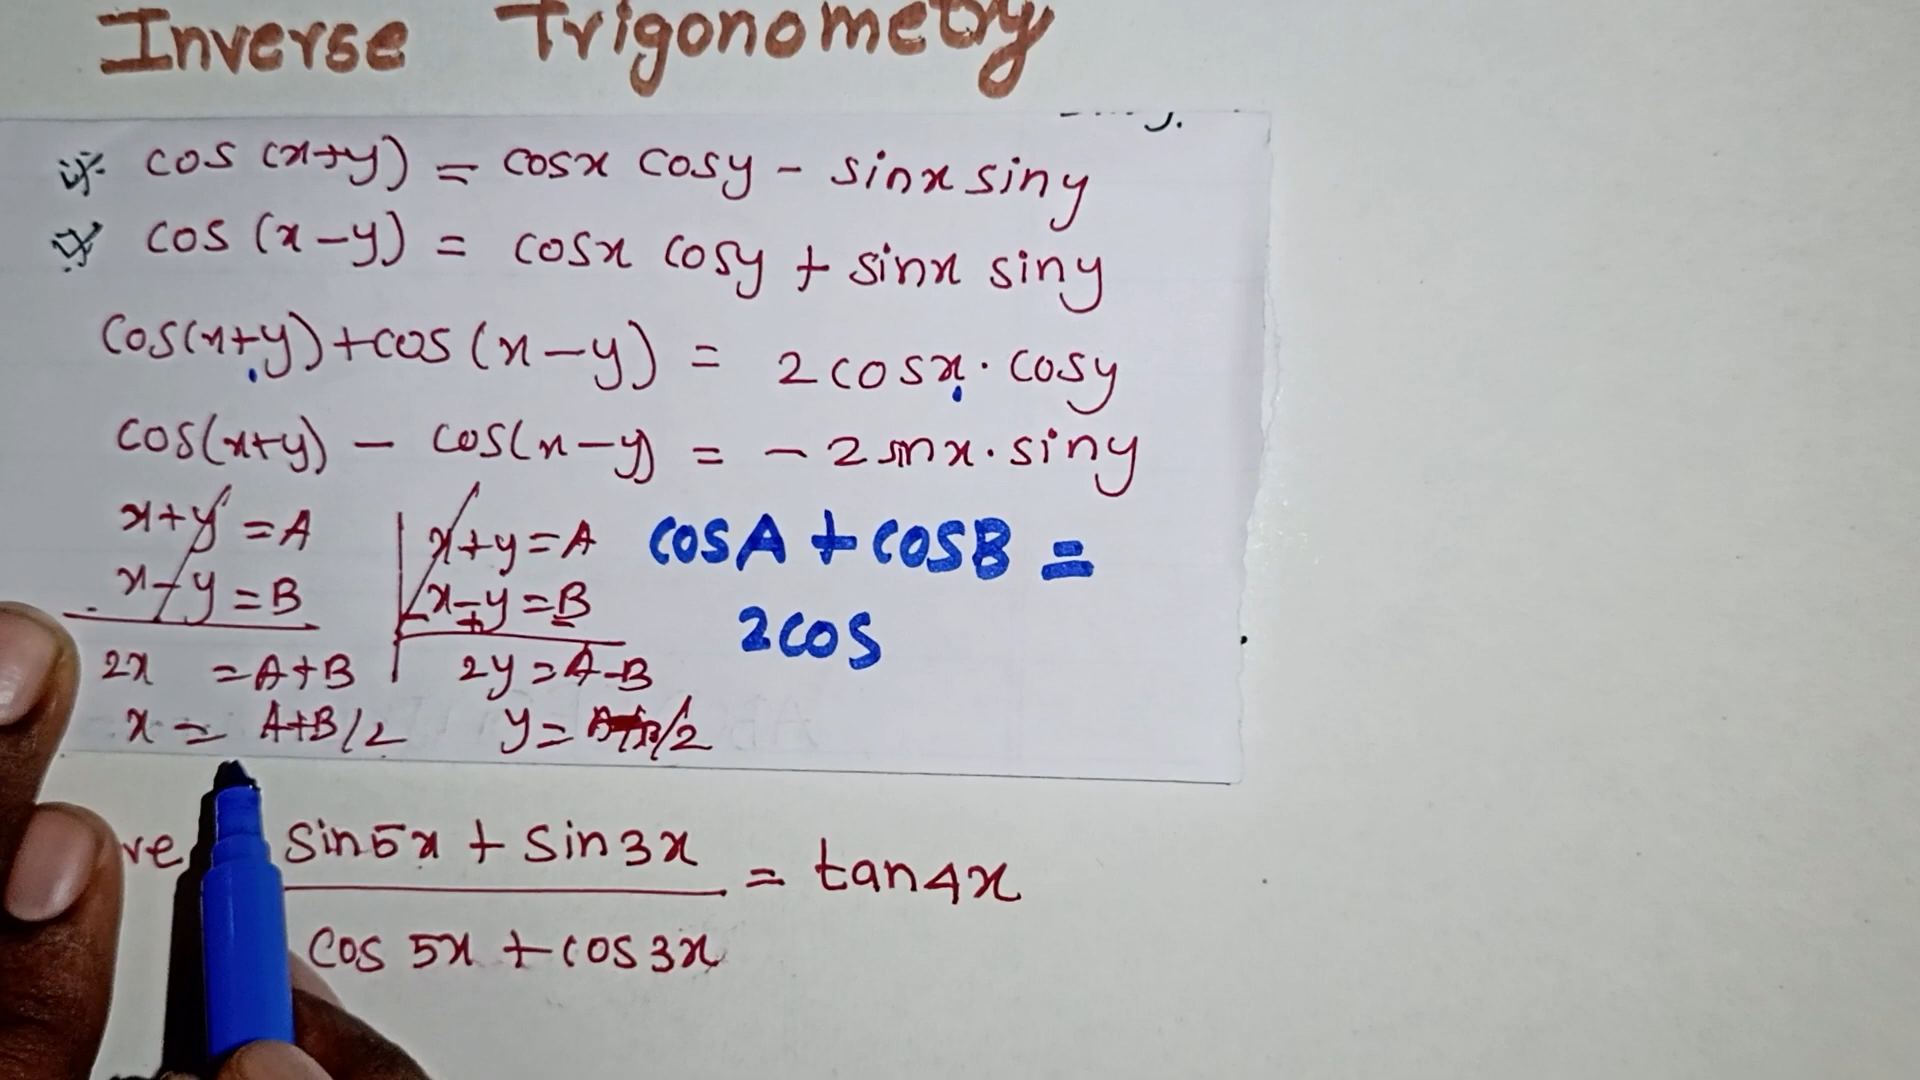 Inverse Trigonometry
cos (x+y) = cosx cosy - sinx siny
cos (x-y) = cosx cosy + sinx siny
cos(x+y)+cos(x-y) = 2cosx. cosy
cos(x+y) - cos(x-y) = -2sinx.siny
x+y = A
x-y = B
2x = A+B
x = A+B/2
x+y=A
x-y=B
2y=A-B
y=
cosA + cosB =
2cos
ve sin5x + sin3x = tan4x
cos 5x + cos3x